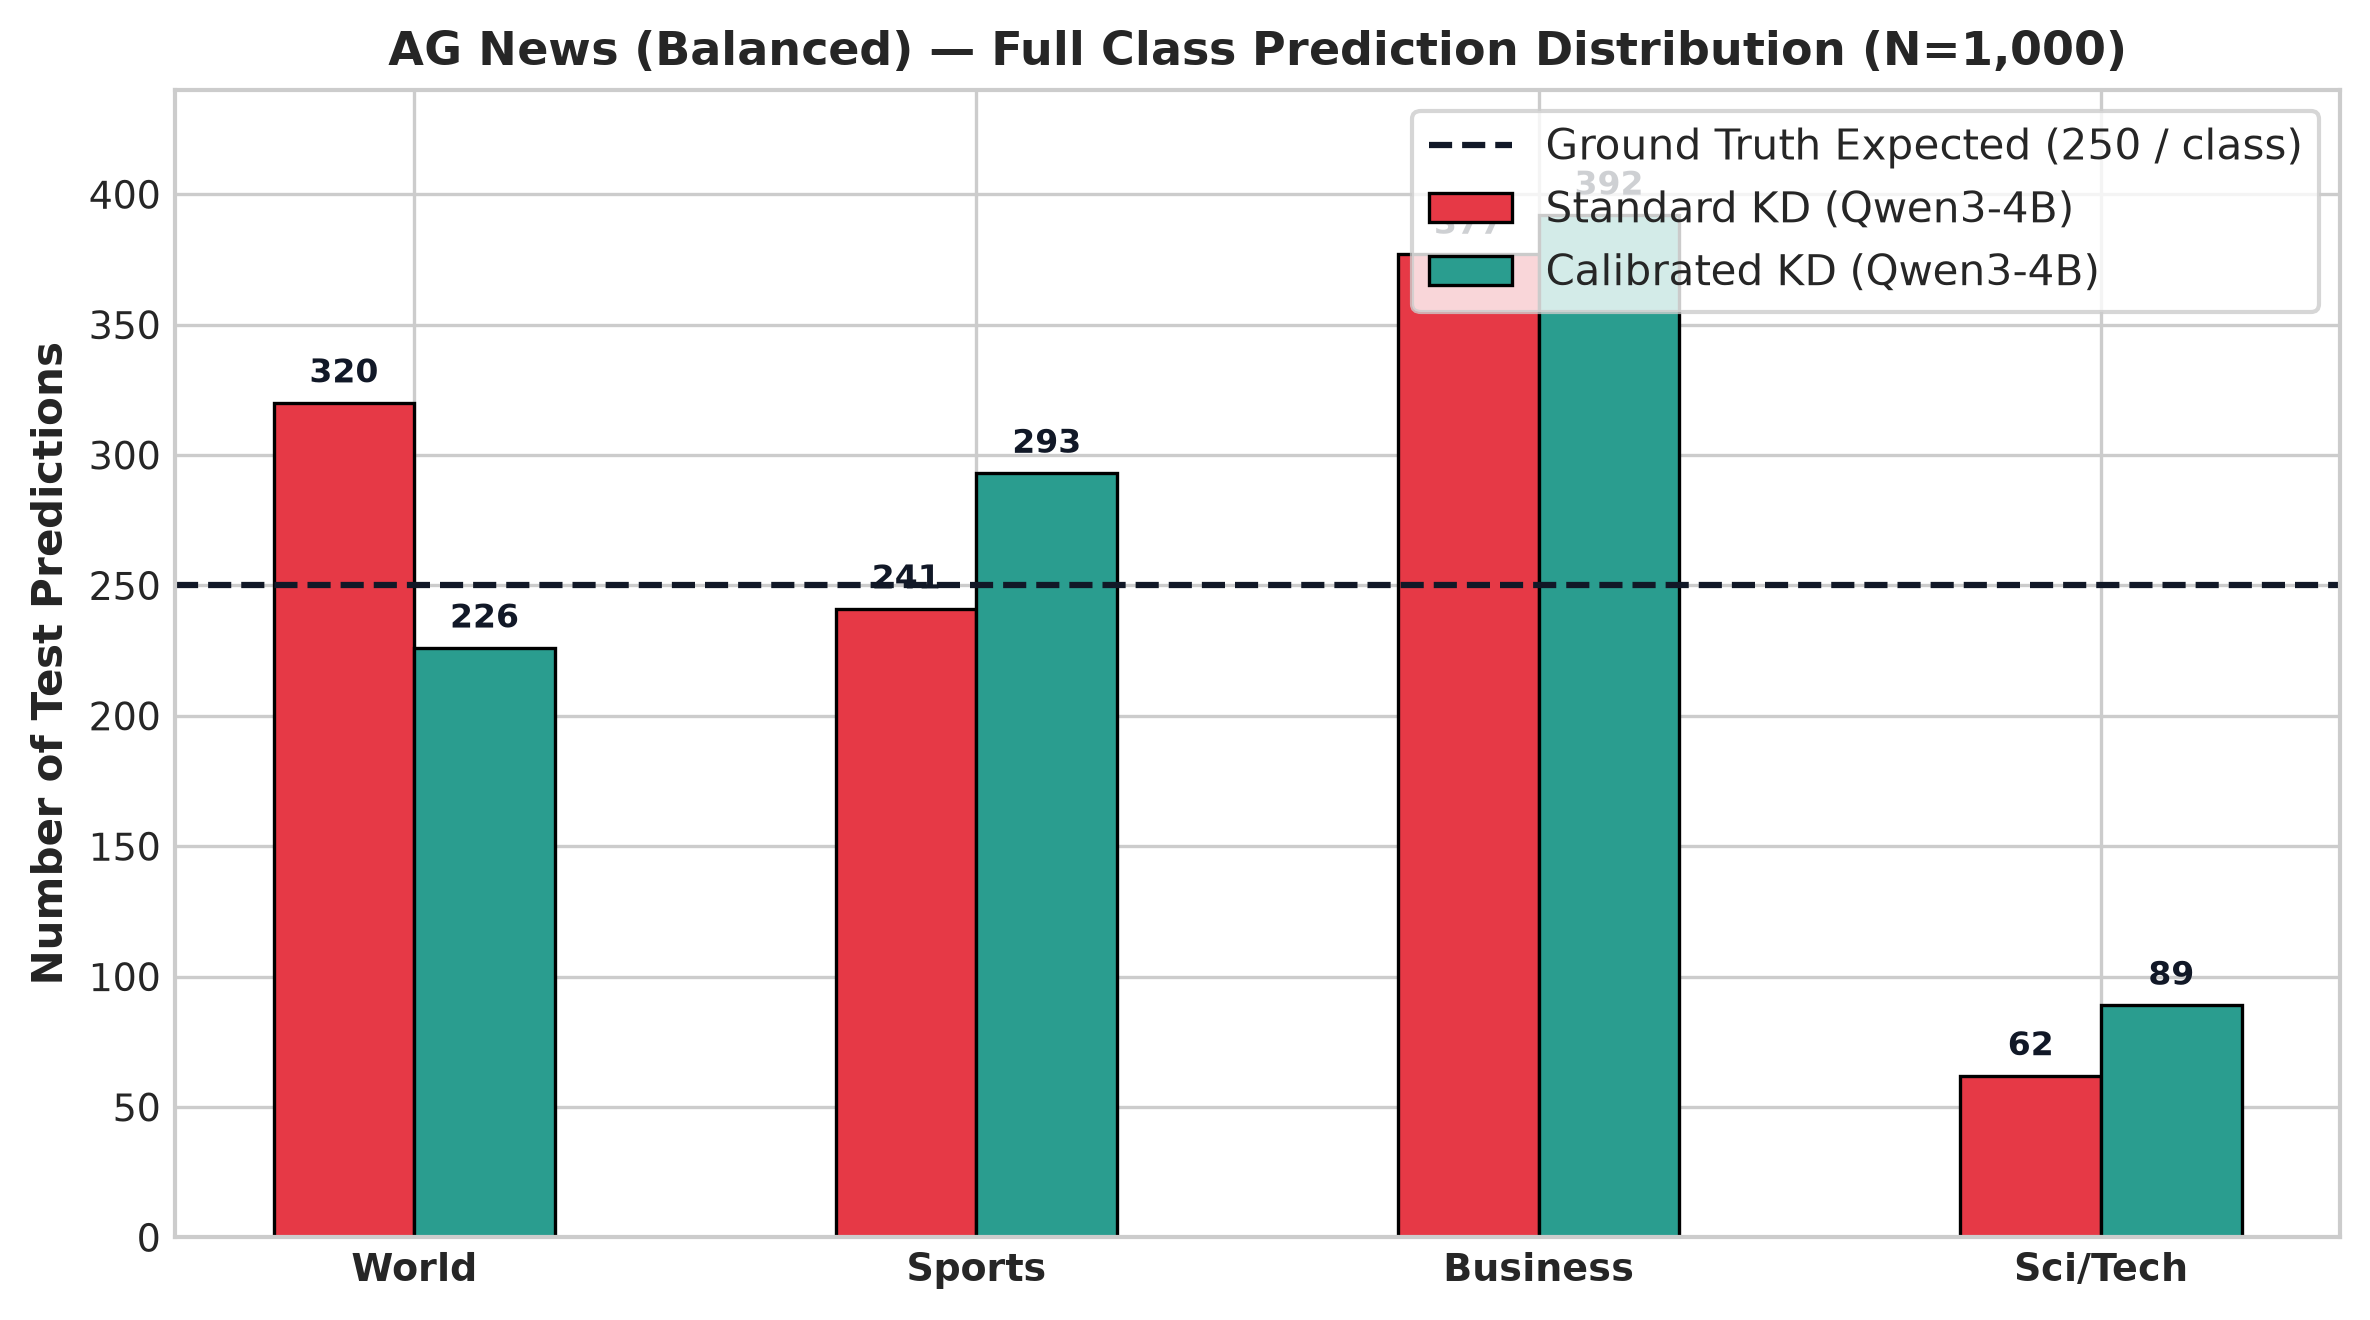 AG News (Balanced) — Full Class Prediction Distribution (N=1,000)
Ground Truth Expected (250 / class)
Standard KD (Qwen3-4B)
Calibrated KD (Qwen3-4B)
Number of Test Predictions
400
350
300
250
200
150
100
50
0
320
226
241
293
377
392
62
89
World
Sports
Business
Sci/Tech